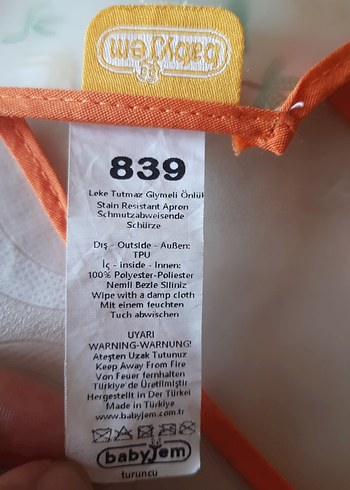 babyjem
839
Leke Tutmaz Giymeli Önlük
Stain Resistant Apron
Schmutzabweisende
Schürze
Dış - Outside - Außen:
TPU
İç - inside - Innen:
100% Polyester-Poliester
Nemli Bezle Siliniz
Wipe with a damp cloth
Mit einem feuchten
Tuch abwischen
UYARI
WARNING-WARNUNG!
Ateşten Uzak Tutunuz
Keep Away From Fire
Von Feuer fernhalten
Türkiye'de Üretilmiştir
Hergestellt in Der Türkei
Made in Türkiye
www.babyjem.com.tr
babyjem
turuncu